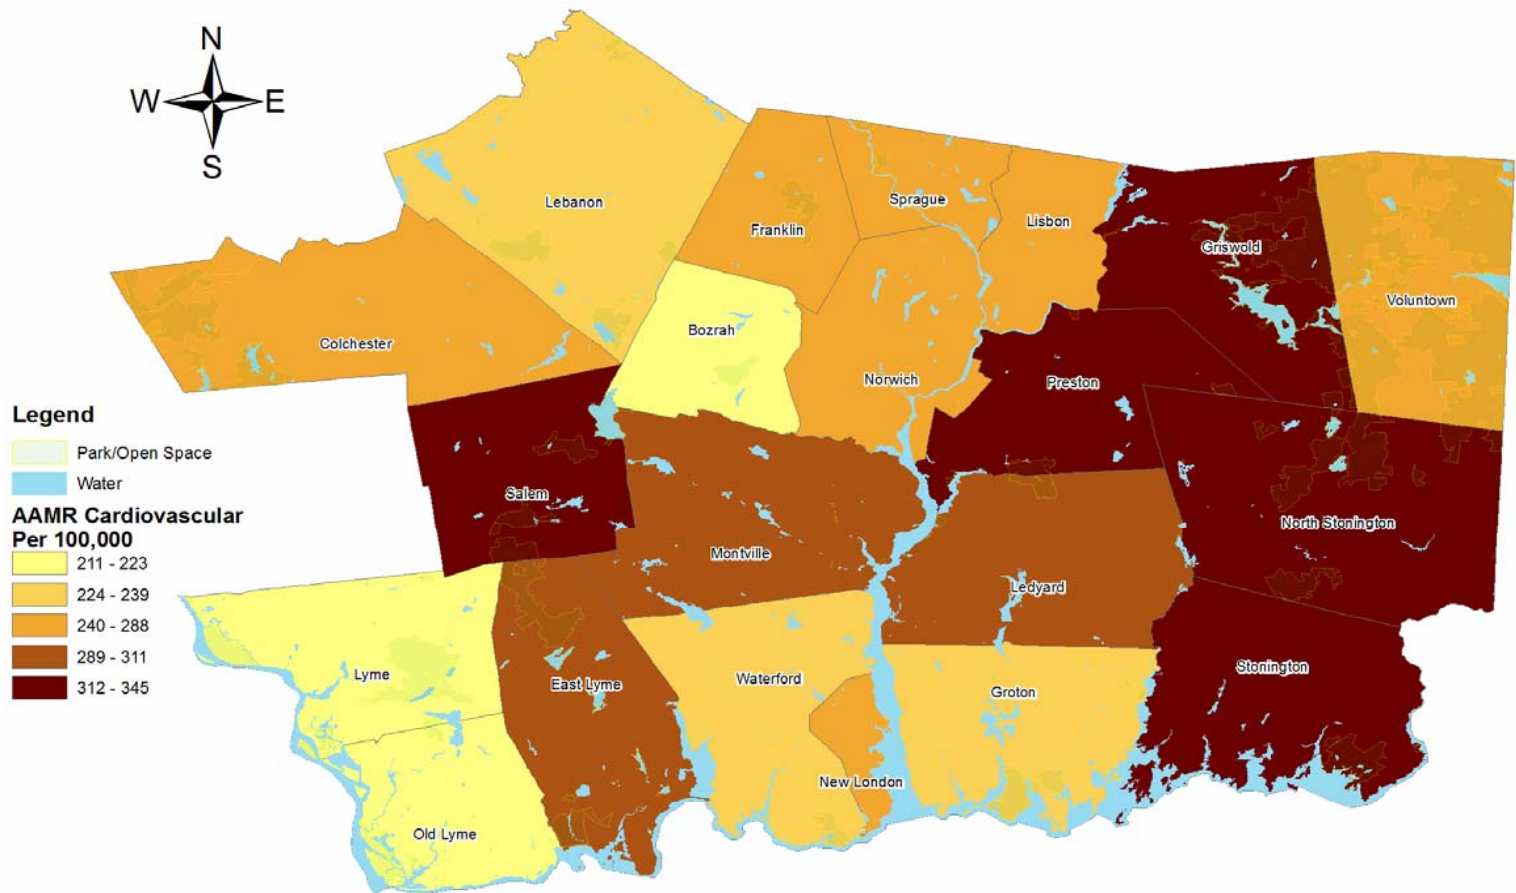 N
W E
S
Lebanon
Franklin
Sprague
Lisbon
Griswold
Voluntown
Colchester
Bozrah
Norwich
Preston
Salem
Montville
Ledyard
North Stonington
Lyme
East Lyme
Waterford
Groton
Stonington
New London
Old Lyme
Legend
Park/Open Space
Water
AAMR Cardiovascular
Per 100,000
211 - 223
224 - 239
240 - 288
289 - 311
312 - 345